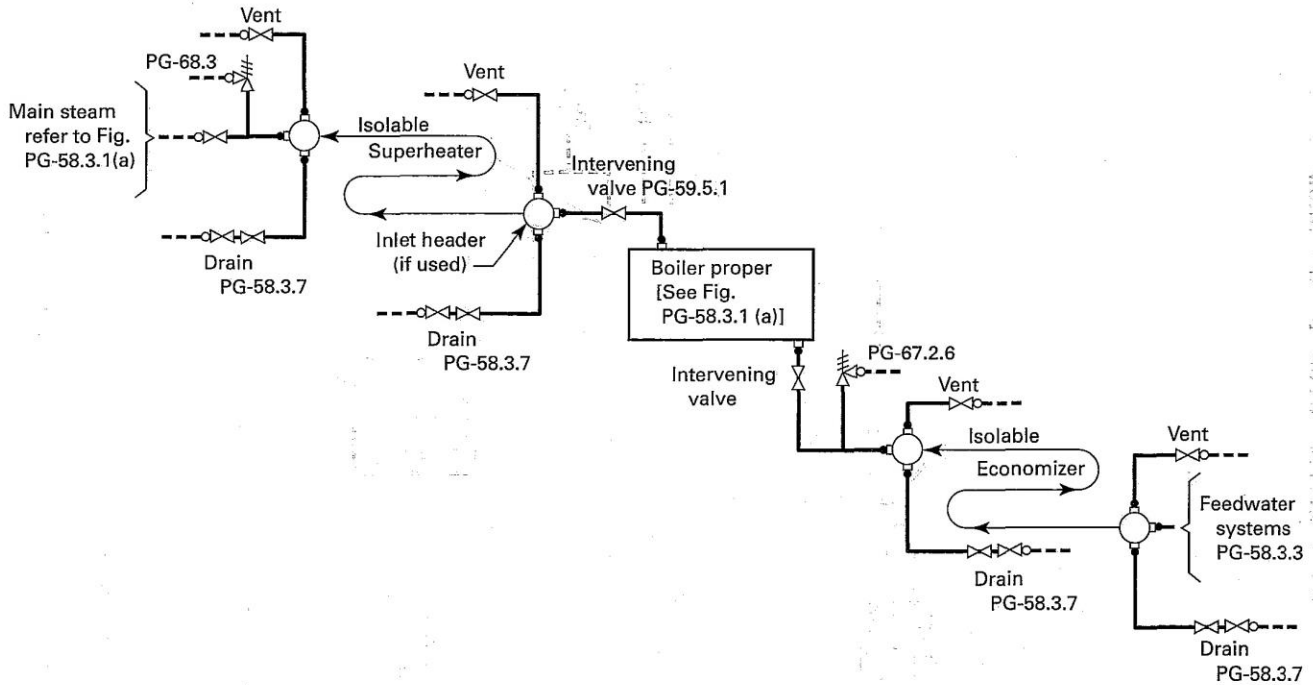 Vent
PG-68.3
Main steam
refer to Fig.
PG-58.3.1(a)
Isolable
Superheater
Drain
PG-58.3.7
Vent
Intervening
valve PG-59.5.1
Inlet header
(if used)
Drain
PG-58.3.7
Boiler proper
[See Fig.
PG-58.3.1 (a)]
Intervening
valve
PG-67.2.6
Vent
Isolable
Economizer
Drain
PG-58.3.7
Vent
Feedwater
systems
PG-58.3.3
Drain
PG-58.3.7